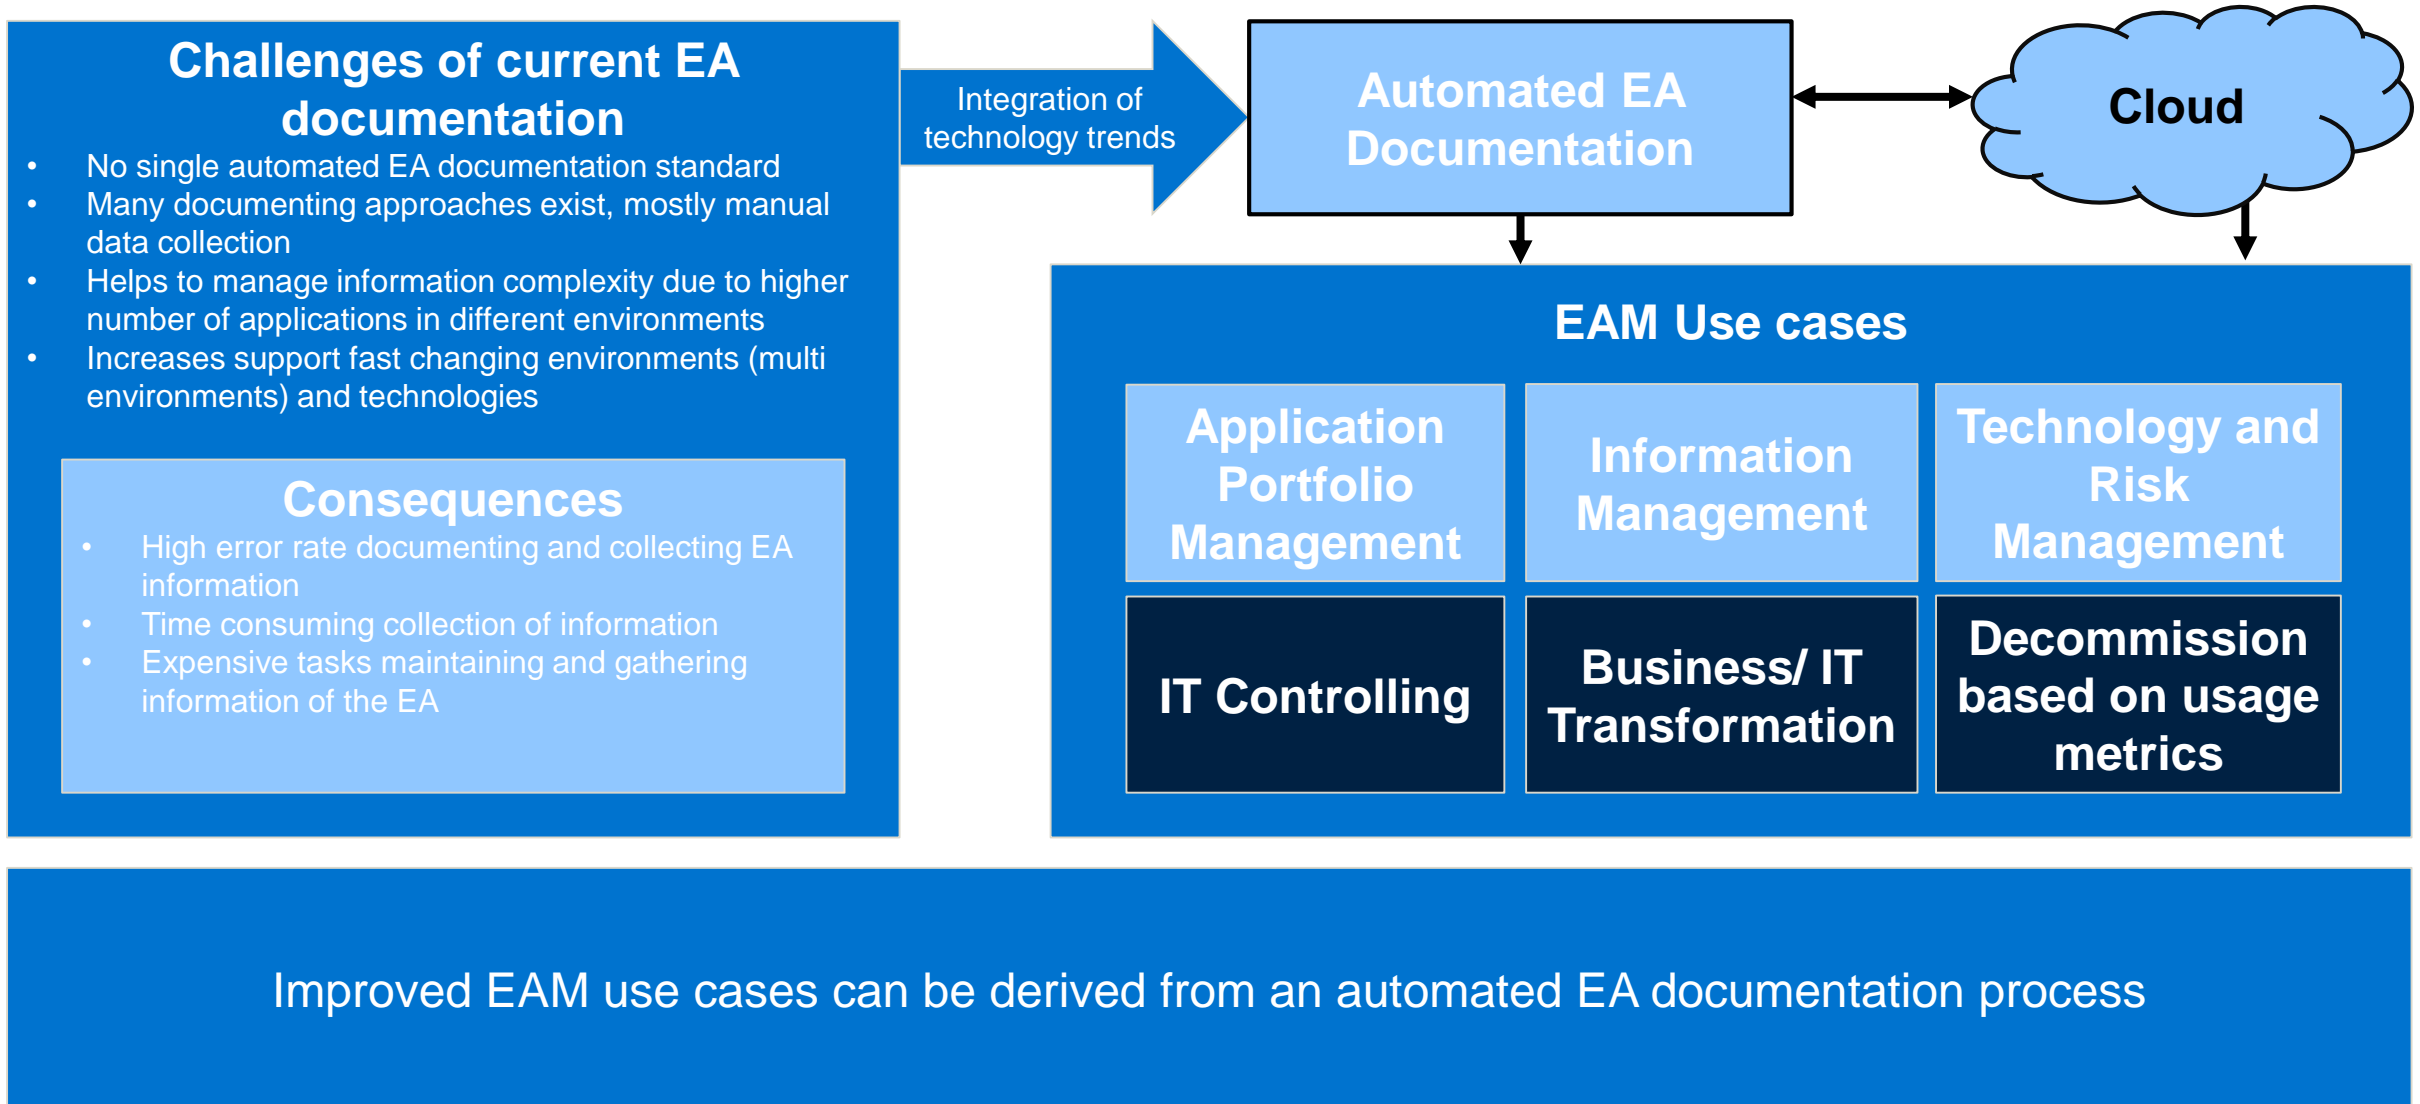 Challenges of current EA
documentation
• No single automated EA documentation standard
• Many documenting approaches exist, mostly manual
data collection
• Helps to manage information complexity due to higher
number of applications in different environments
• Increases support fast changing environments (multi
environments) and technologies
Consequences
• High error rate documenting and collecting EA
information
• Time consuming collection of information
• Expensive tasks maintaining and gathering
information of the EA
Integration of
technology trends
Automated EA
Documentation
Cloud
EAM Use cases
Application
Portfolio
Management
Information
Management
Technology and
Risk
Management
IT Controlling
Business/ IT
Transformation
Decommission
based on usage
metrics
Improved EAM use cases can be derived from an automated EA documentation process